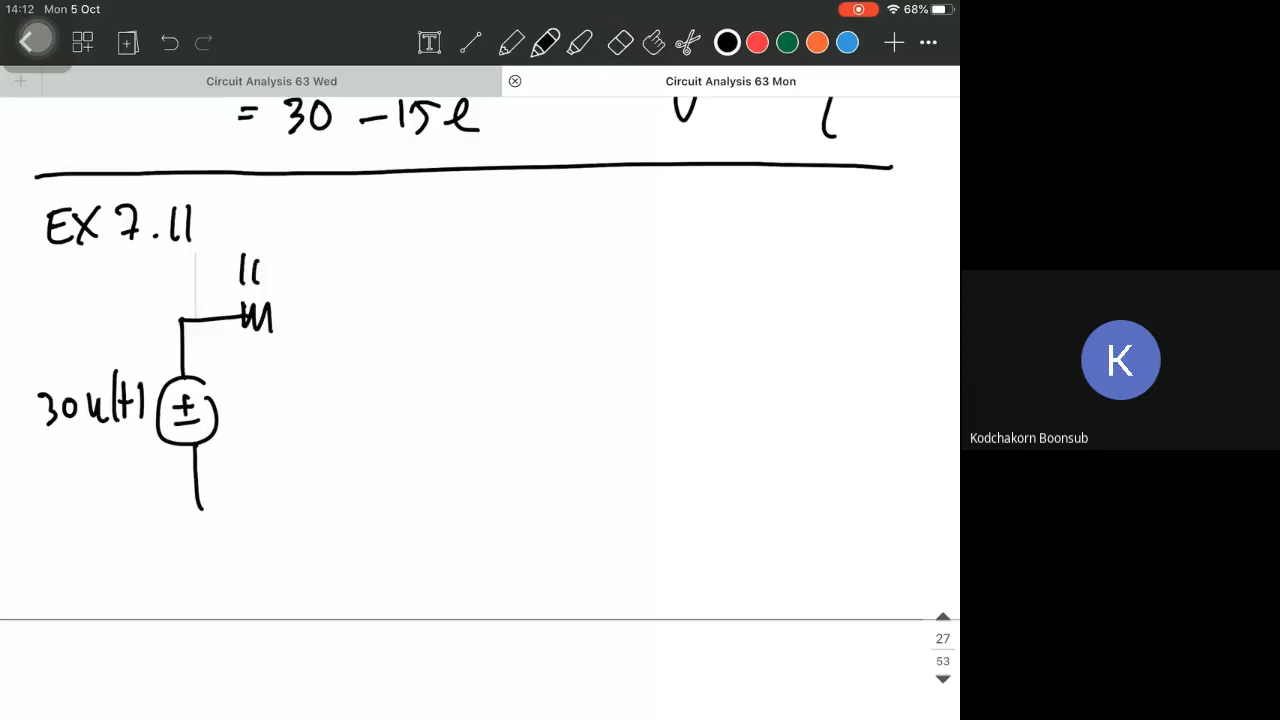 14:12 Mon 5 Oct
68%
Circuit Analysis 63 Wed
Circuit Analysis 63 Mon
= 30 - 15e
EX 7.11
30u(t)
+
-
27
53
K
Kodchakorn Boonsub